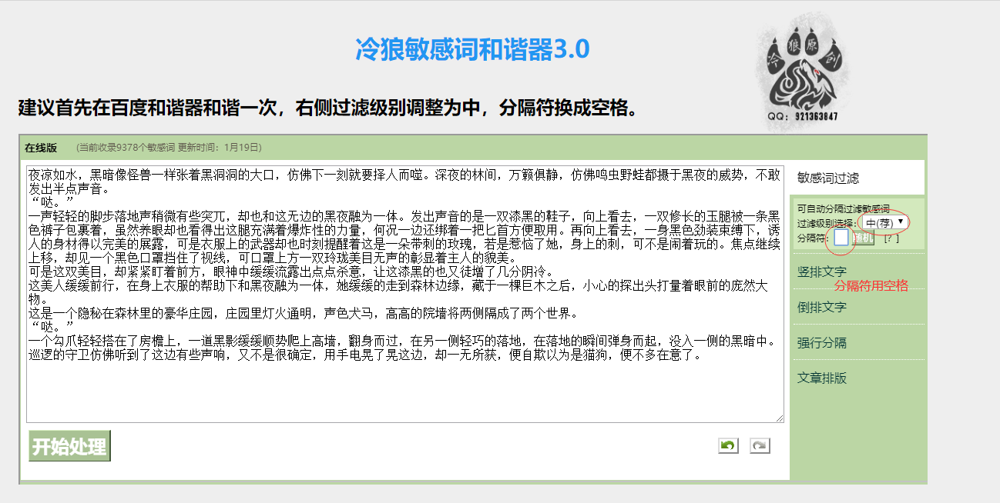 冷狼敏感词和谐器3.0
冷狼原创
QQ：921363847
建议首先在百度和谐器和谐一次，右侧过滤级别调整为中，分隔符换成空格。
在线版 (当前收录9378个敏感词 更新时间：1月19日)
夜凉如水，黑暗像怪兽一样张着黑洞洞的大口，仿佛下一刻就要择人而噬。深夜的林间，万籁俱静，仿佛鸣虫野蛙都摄于黑夜的威势，不敢
发出半点声音。
“哒。”
一声轻轻的脚步落地声稍微有些突兀，却也和这无边的黑夜融为一体。发出声音的是一双漆黑的鞋子，向上看去，一双修长的玉腿被一条黑
色裤子包裹着，虽然养眼却也看得出这腿充满着爆炸性的力量，何况一边还绑着一把匕首方便取用。再向上看去，一身黑色劲装束缚下，诱
人的身材得以完美的展露，可是衣服上的武器却也时刻提醒着这是一朵带刺的玫瑰，若是惹恼了她，身上的刺，可不是闹着玩的。焦点继续
上移，却见一个黑色口罩挡住了视线，可口罩上方一双玲珑美目无声的彰显着主人的貌美。
可是这双美目，却紧紧盯着前方，眼神中缓缓流露出点点杀意，让这漆黑的也又徒增了几分阴冷。
这美人缓缓前行，在身上衣服的帮助下和黑夜融为一体，她缓缓的走到森林边缘，藏于一棵巨木之后，小心的探出头打量着眼前的庞然大
物。
这是一个隐秘在森林里的豪华庄园，庄园里灯火通明，声色犬马，高高的院墙将两侧隔成了两个世界。
“哒。”
一个勾爪轻轻搭在了房檐上，一道黑影缓缓顺势爬上高墙，翻身而过，在另一侧轻巧的落地，在落地的瞬间弹身而起，没入一侧的黑暗中。
巡逻的守卫仿佛听到了这边有些声响，又不是很确定，用手电晃了晃这边，却一无所获，便自欺以为是猫狗，便不多在意了。
开始处理
敏感词过滤
可自动分隔过滤敏感词
过滤级别选择： 中(荐)
分隔符： 随机 [? ]
竖排文字
分隔符用空格
倒排文字
强行分隔
文章排版